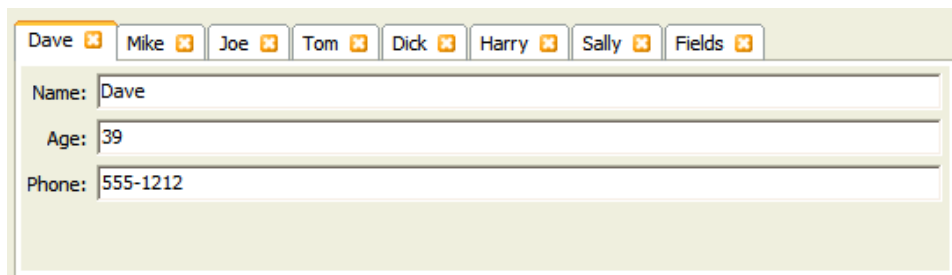 Dave Mike Joe Tom Dick Harry Sally Fields
Name: Dave
Age: 39
Phone: 555-1212